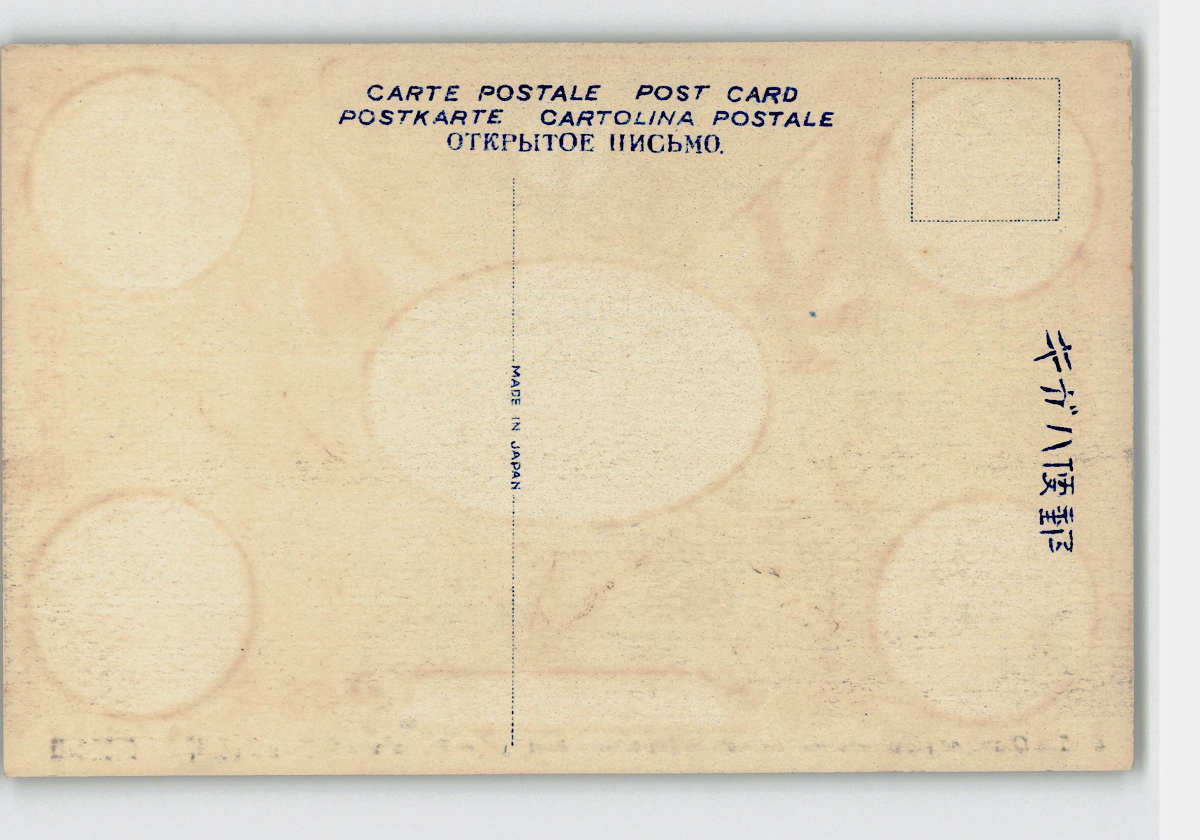 CARTE POSTALE POST CARD
POSTKARTE CARTOLINA POSTALE
ОТКРЫТОЕ ПИСЬМО.
MADE IN JAPAN
郵便ハガキ